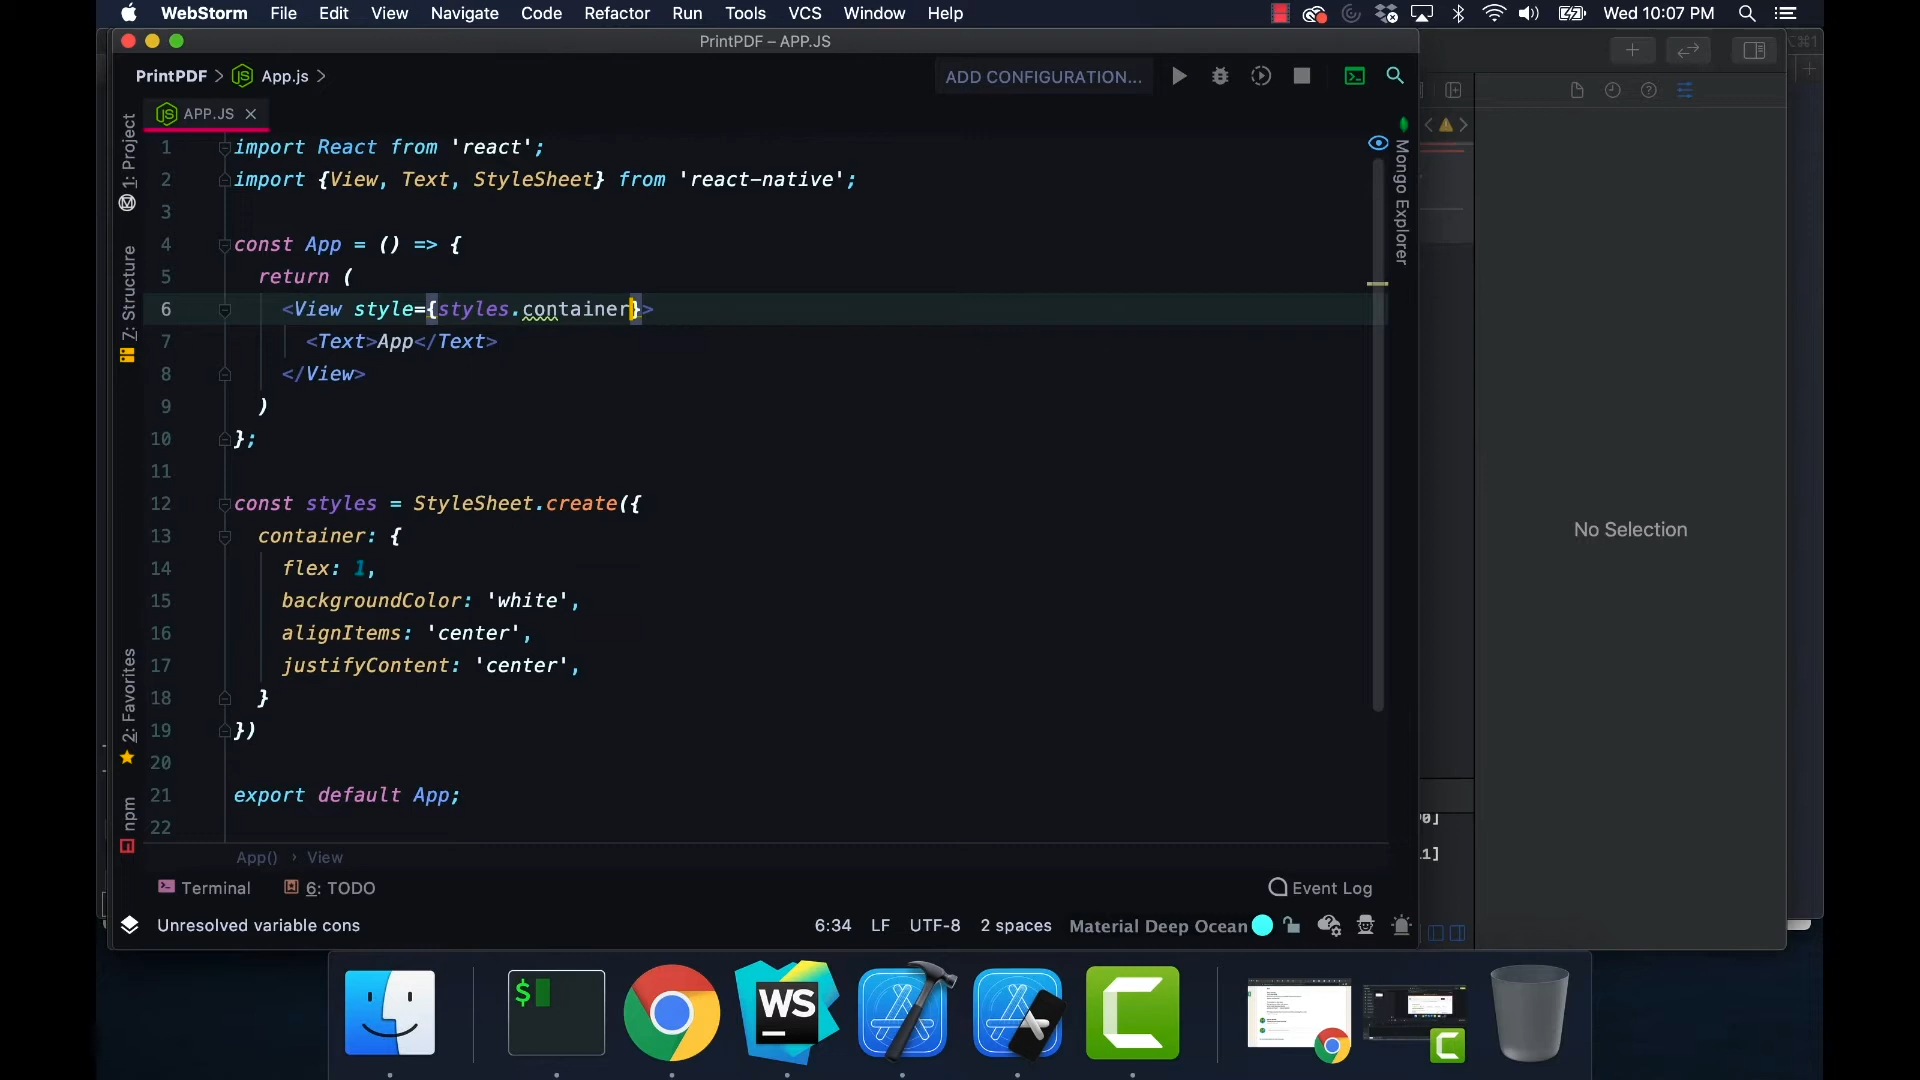 WebStorm File Edit View Navigate Code Refactor Run Tools VCS Window Help Wed 10:07 PM
PrintPDF – APP.JS
PrintPDF App.js
ADD CONFIGURATION...
APP.JS
1 import React from 'react';
2 import {View, Text, StyleSheet} from 'react-native';
3
4 const App = () => {
5 return (
6 <View style={styles.container}>
7 <Text>App</Text>
8 </View>
9 )
10 };
11
12 const styles = StyleSheet.create({
13 container: {
14 flex: 1,
15 backgroundColor: 'white',
16 alignItems: 'center',
17 justifyContent: 'center',
18 }
19 })
20
21 export default App;
22
1: Project
7: Structure
2: Favorites
npm
Mongo Explorer
⌥⌘1
No Selection
0]
1]
App() › View
Terminal 6: TODO
Event Log
Unresolved variable cons
6:34 LF UTF-8 2 spaces Material Deep Ocean
$
WS
C
C